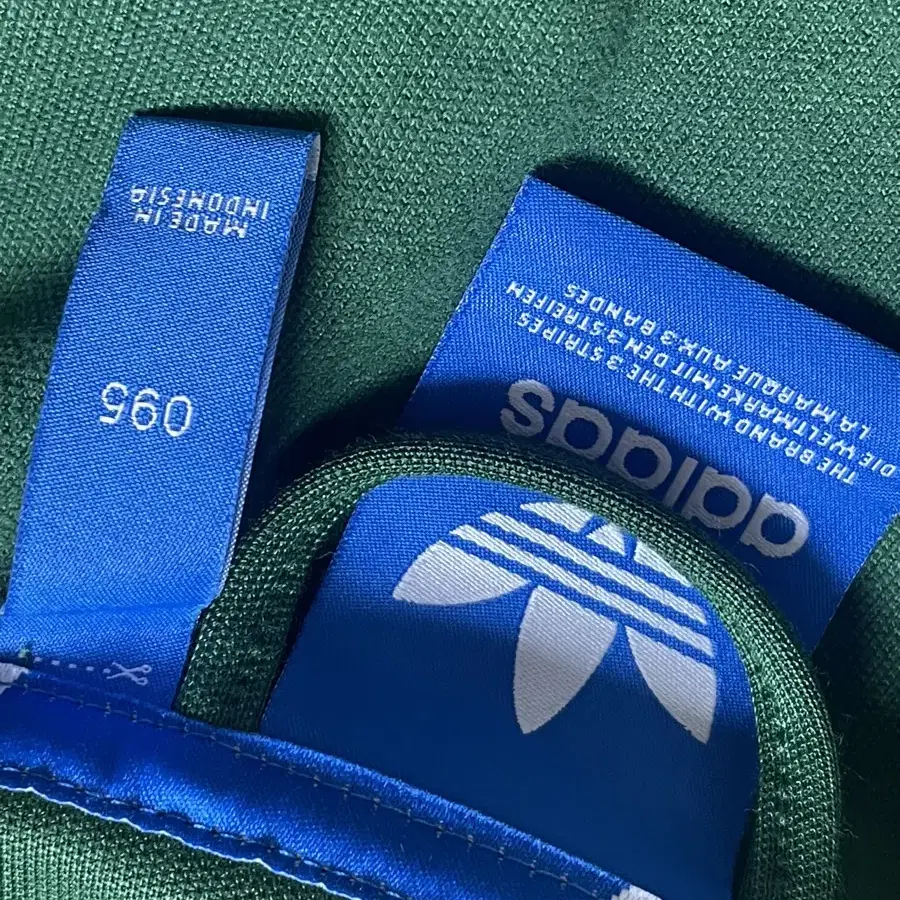 MADE IN
INDONESIA
095
adidas
THE BRAND WITH THE 3 STRIPES
DIE WELTMARKE MIT DEN 3 STREIFEN
LA MARQUE AUX 3 BANDES